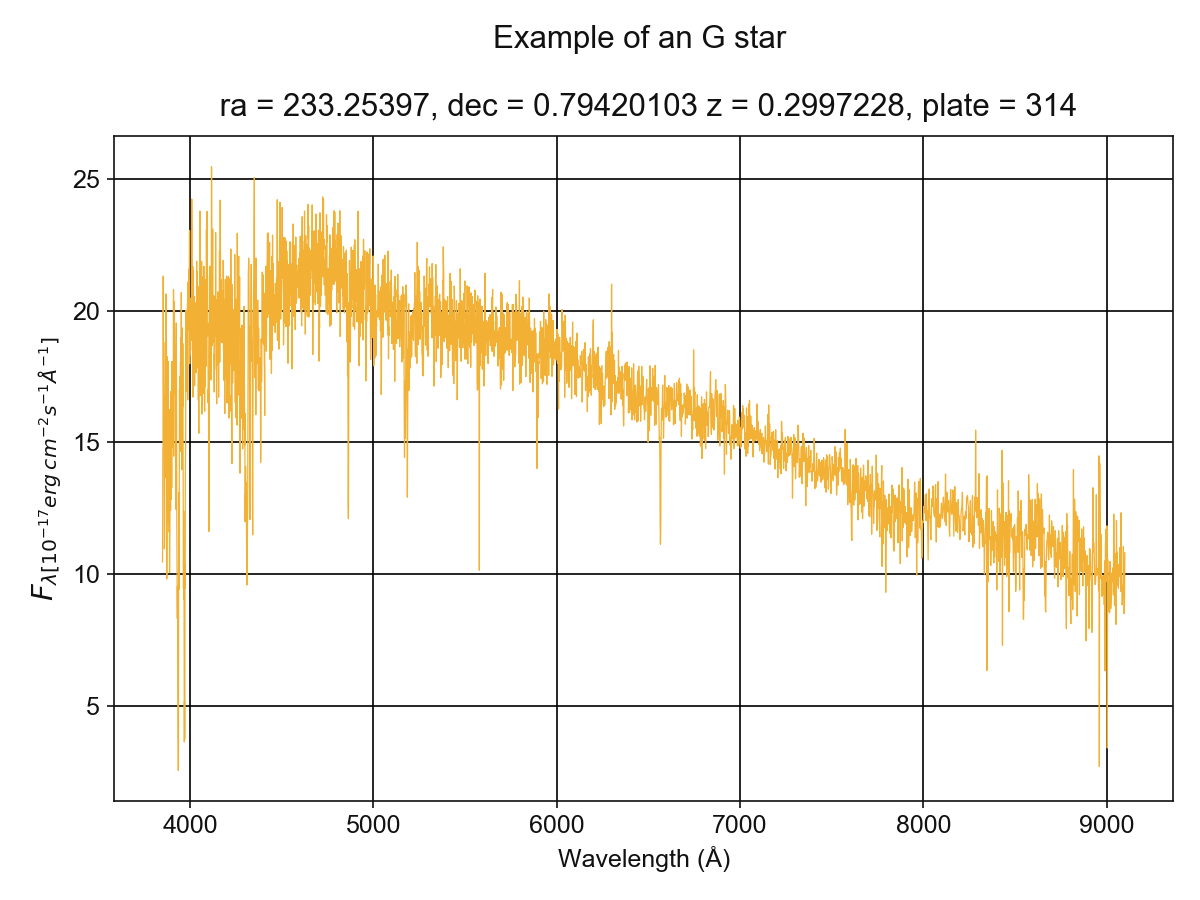 Example of an G star
ra = 233.25397, dec = 0.79420103 z = 0.2997228, plate = 314
25
20
15
10
5
F_{λ[10^{-17} erg cm^{-2} s^{-1} Å^{-1}]}
4000 5000 6000 7000 8000 9000
Wavelength (Å)